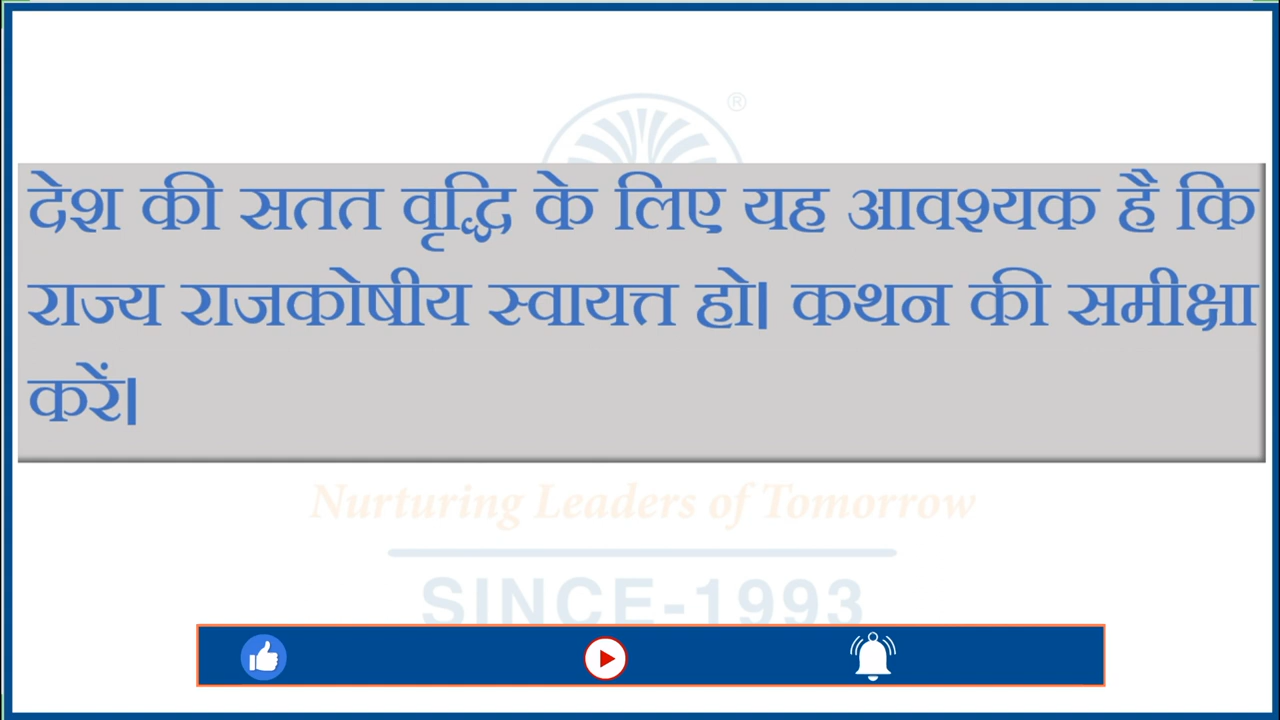 ®
देश की सतत वृद्धि के लिए यह आवश्यक है कि
राज्य राजकोषीय स्वायत्त हो। कथन की समीक्षा
करें।
Nurturing Leaders of Tomorrow
SINCE-1993